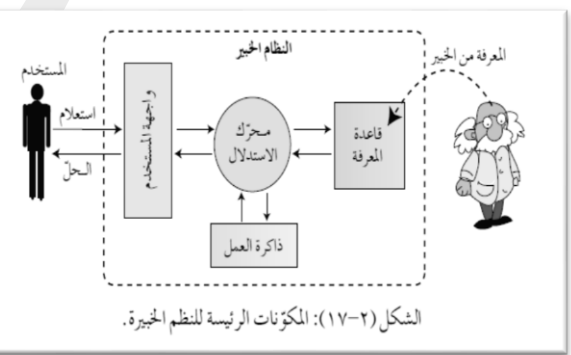 النظام الخبير
المعرفة من الخبير
المستخدم
استعلام
الحلّ
واجهة المستخدم
محرّك
الاستدلال
قاعدة
المعرفة
ذاكرة العمل
الشكل (٢-١٧): المكوّنات الرئيسة للنظم الخبيرة.